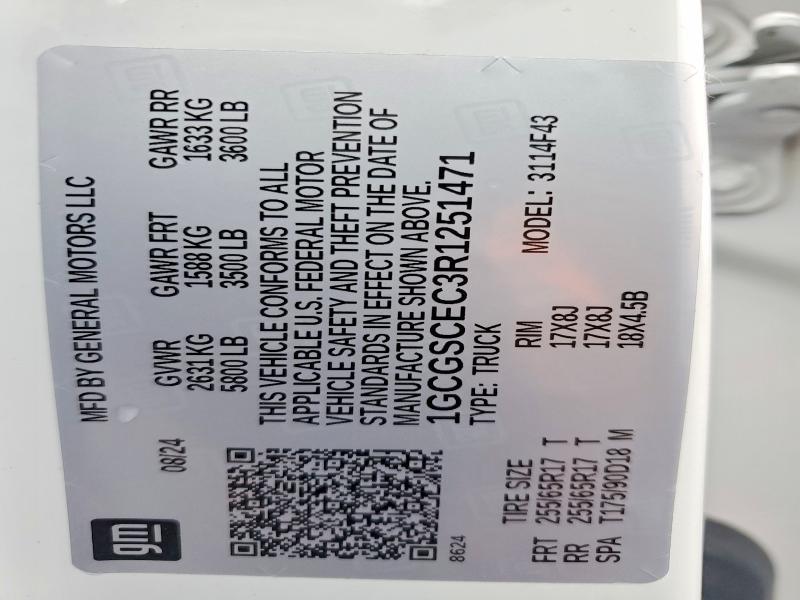 gm
08/24
MFD BY GENERAL MOTORS LLC
GVWR GAWR FRT GAWR RR
2631 KG 1588 KG 1633 KG
5800 LB 3500 LB 3600 LB
THIS VEHICLE CONFORMS TO ALL
APPLICABLE U.S. FEDERAL MOTOR
VEHICLE SAFETY AND THEFT PREVENTION
STANDARDS IN EFFECT ON THE DATE OF
MANUFACTURE SHOWN ABOVE.
1GCGSCEC3R1251471
8624
TYPE: TRUCK
MODEL: 3114F43
TIRE SIZE RIM
FRT 255/65R17 T 17X8J
RR 255/65R17 T 17X8J
SPA T175/90D18 M 18X4.5B